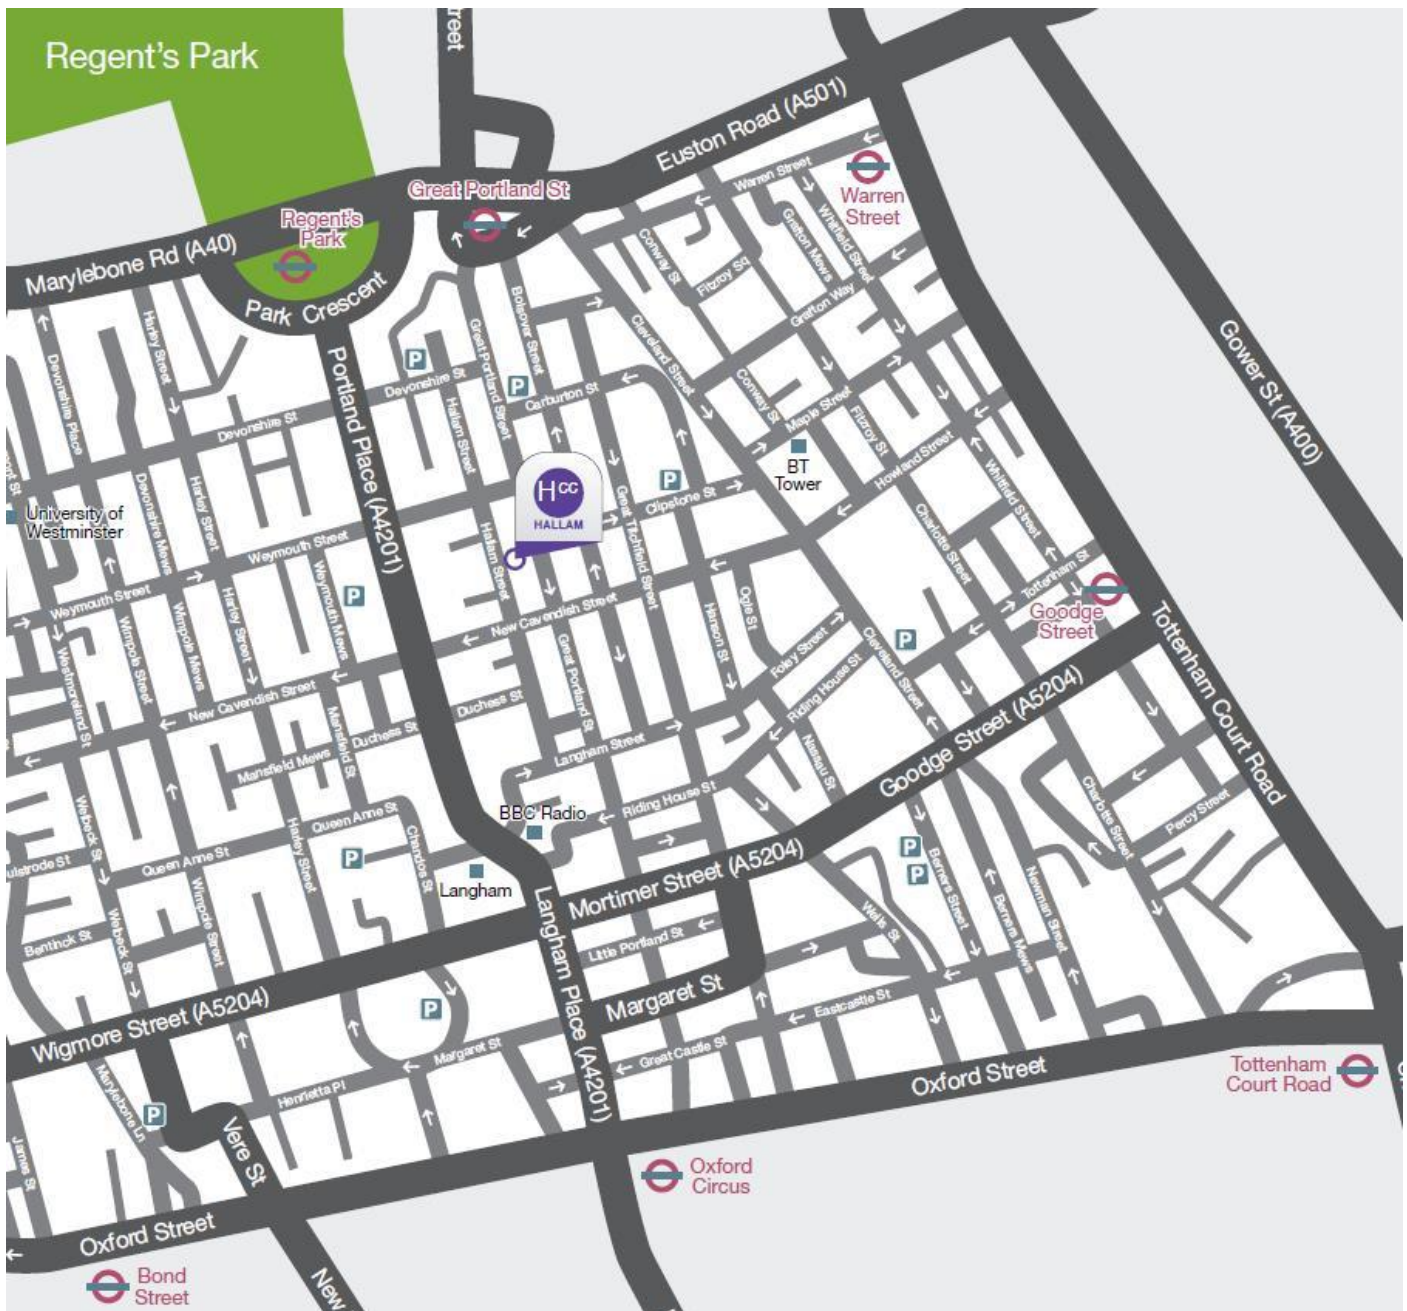 Regent's Park
Euston Road (A501)
Great Portland St
Warren
Street
Warren Street
Regent's
Park
Marylebone Rd (A40)
Park Crescent
Conway St
Fitzroy Sq
Grafton Mews
Whitfield Street
Grafton Way
Gower St (A400)
Devonshire Place
Harley Street
Portland Place (A4201)
Great Portland Street
Bolsover Street
Cleveland Street
Devonshire St
Devonshire St
Hallam Street
Carburton St
Conway St
Maple Street
Fitzroy St
BT
Tower
Howland Street
University of
Westminster
Devonshire Mews
Harley Street
Weymouth Street
HCC
HALLAM
Hallam Street
Great Titchfield Street
Clipstone St
Charlotte Street
Whitfield Street
Tottenham St
Goodge
Street
Weymouth Street
Wimpole Street
Wimpole Mews
Harley Street
Weymouth Mews
New Cavendish Street
Hanson St
Ogle St
Foley Street
Riding House St
Cleveland Street
Tottenham Court Road
Westmoreland St
New Cavendish Street
Mansfield Mews
Mansfield St
Duchess St
Duchess St
Great Portland St
Langham Street
Nassau St
Goodge Street (A5204)
Charlotte Street
Percy Street
BBC Radio
Riding House St
Queen Anne St
Queen Anne St
Welbeck St
Harley Street
Chandos St
Langham
Langham Place (A4201)
Mortimer Street (A5204)
Wells St
Berners Street
Berners Mews
Newman Street
Bentinck St
Welbeck St
Wimpole Street
Little Portland St
Margaret St
Eastcastle St
Wigmore Street (A5204)
Margaret St
Great Castle St
Marylebone Ln
Henrietta Pl
Vere St
Oxford Street
Tottenham
Court Road
James St
Oxford
Circus
Oxford Street
Bond
Street
New
P
P
P
P
P
P
P
P
P
P